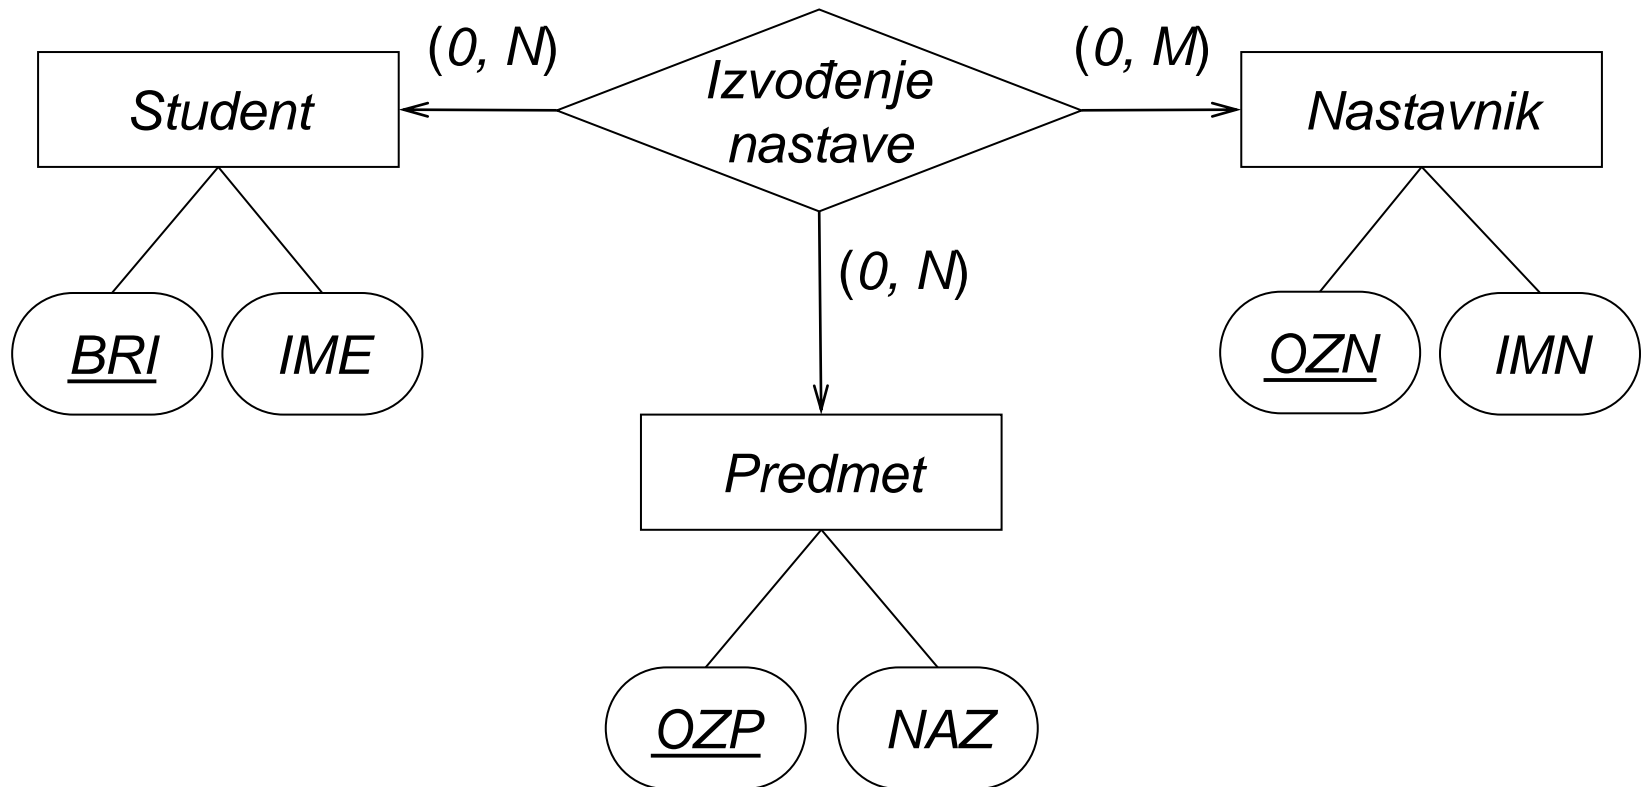 (0, N)
(0, M)
Student
Izvođenje
nastave
Nastavnik
(0, N)
BRI
IME
OZN
IMN
Predmet
OZP
NAZ